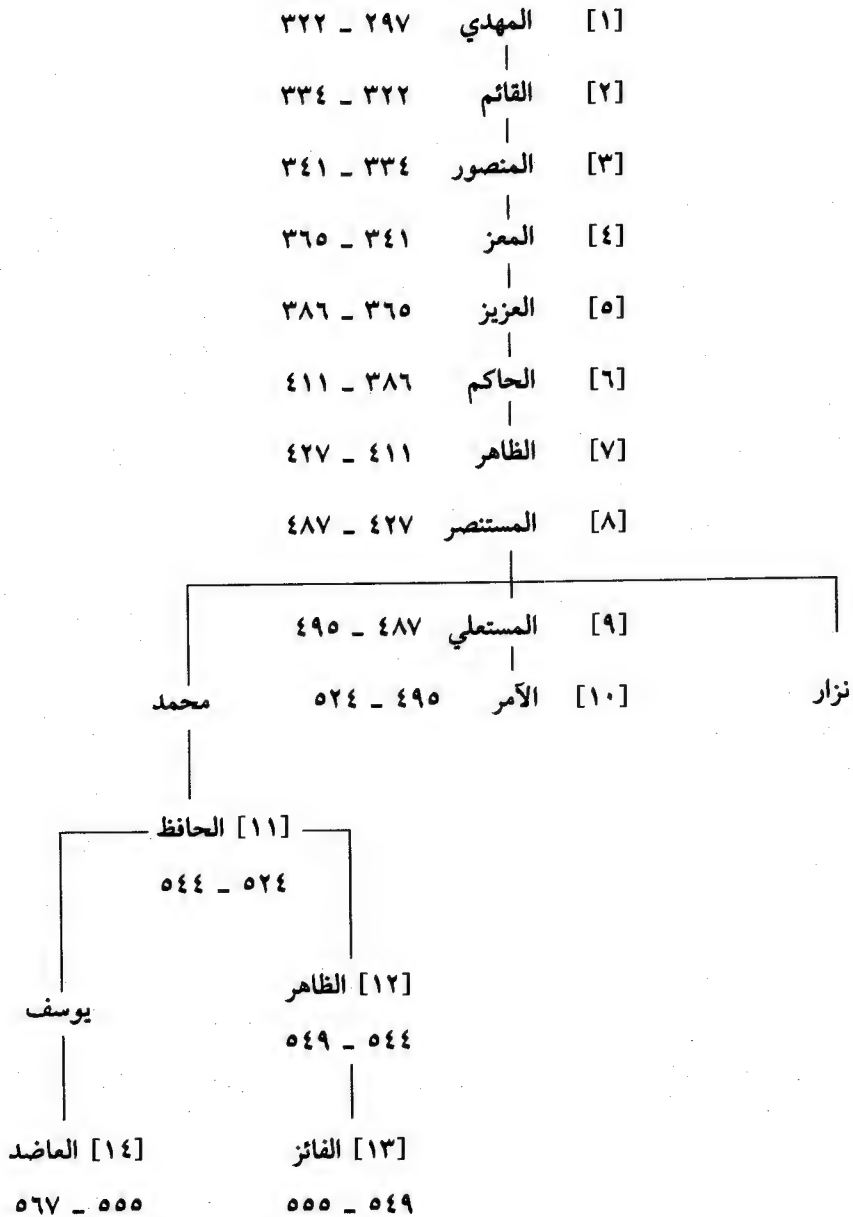 [١] المهدي ٢٩٧ _ ٣٢٢
[٢] القائم ٣٢٢ _ ٣٣٤
[٣] المنصور ٣٣٤ _ ٣٤١
[٤] المعز ٣٤١ _ ٣٦٥
[٥] العزيز ٣٦٥ _ ٣٨٦
[٦] الحاكم ٣٨٦ _ ٤١١
[٧] الظاهر ٤١١ _ ٤٢٧
[٨] المستنصر ٤٢٧ _ ٤٨٧
[٩] المستعلي ٤٨٧ _ ٤٩٥
نزار [١٠] الآمر ٤٩٥ _ ٥٢٤ محمد
[١١] الحافظ
٥٢٤ _ ٥٤٤
[١٢] الظاهر يوسف
٥٤٤ _ ٥٤٩
[١٣] الفائز [١٤] العاضد
٥٤٩ _ ٥٥٥ ٥٥٥ _ ٥٦٧